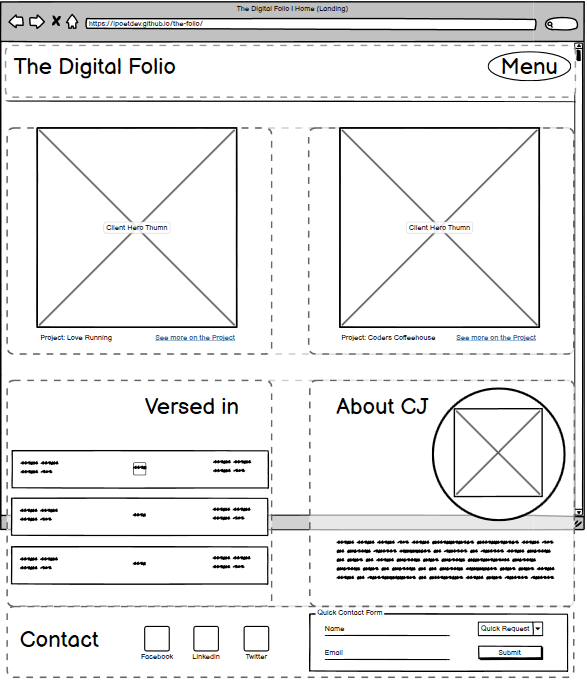 The Digital Folio | Home (Landing)
https://ipoetdev.github.io/the-folio/
The Digital Folio
Menu
Client Hero Thumn
Client Hero Thumn
Project: Love Running
See more on the Project
Project: Coders Coffeehouse
See more on the Project
Versed in
About CJ
Contact
Facebook
Linkedin
Twitter
Quick Contact Form
Name
Quick Request
Email
Submit